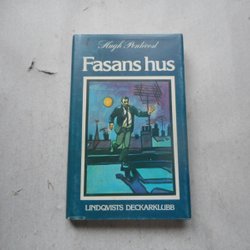 Hugh Pentecost
Fasans hus
LINDQVISTS DECKARKLUBB